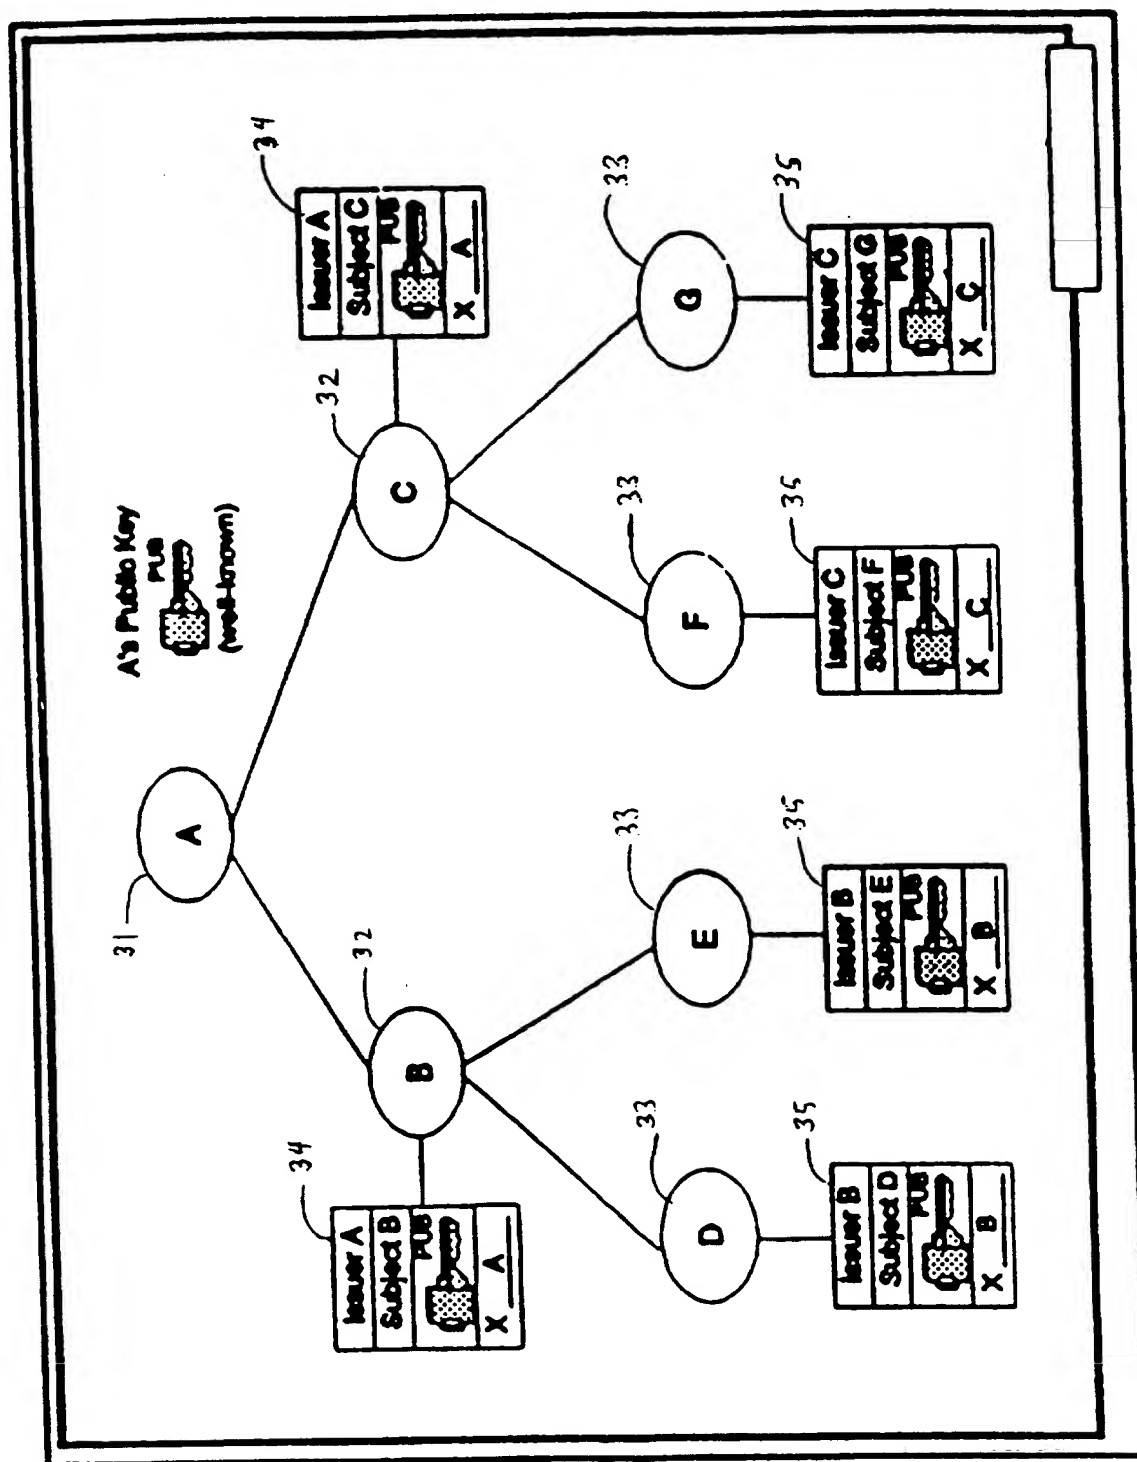 A's Public Key
PUB
(well-known)
31
A
32
B
32
C
34
Issuer A
Subject B
PUB
X A
34
Issuer A
Subject C
PUB
X A
33
D
33
E
33
F
33
G
35
Issuer B
Subject D
PUB
X B
35
Issuer B
Subject E
PUB
X B
35
Issuer C
Subject F
PUB
X C
35
Issuer C
Subject G
PUB
X C